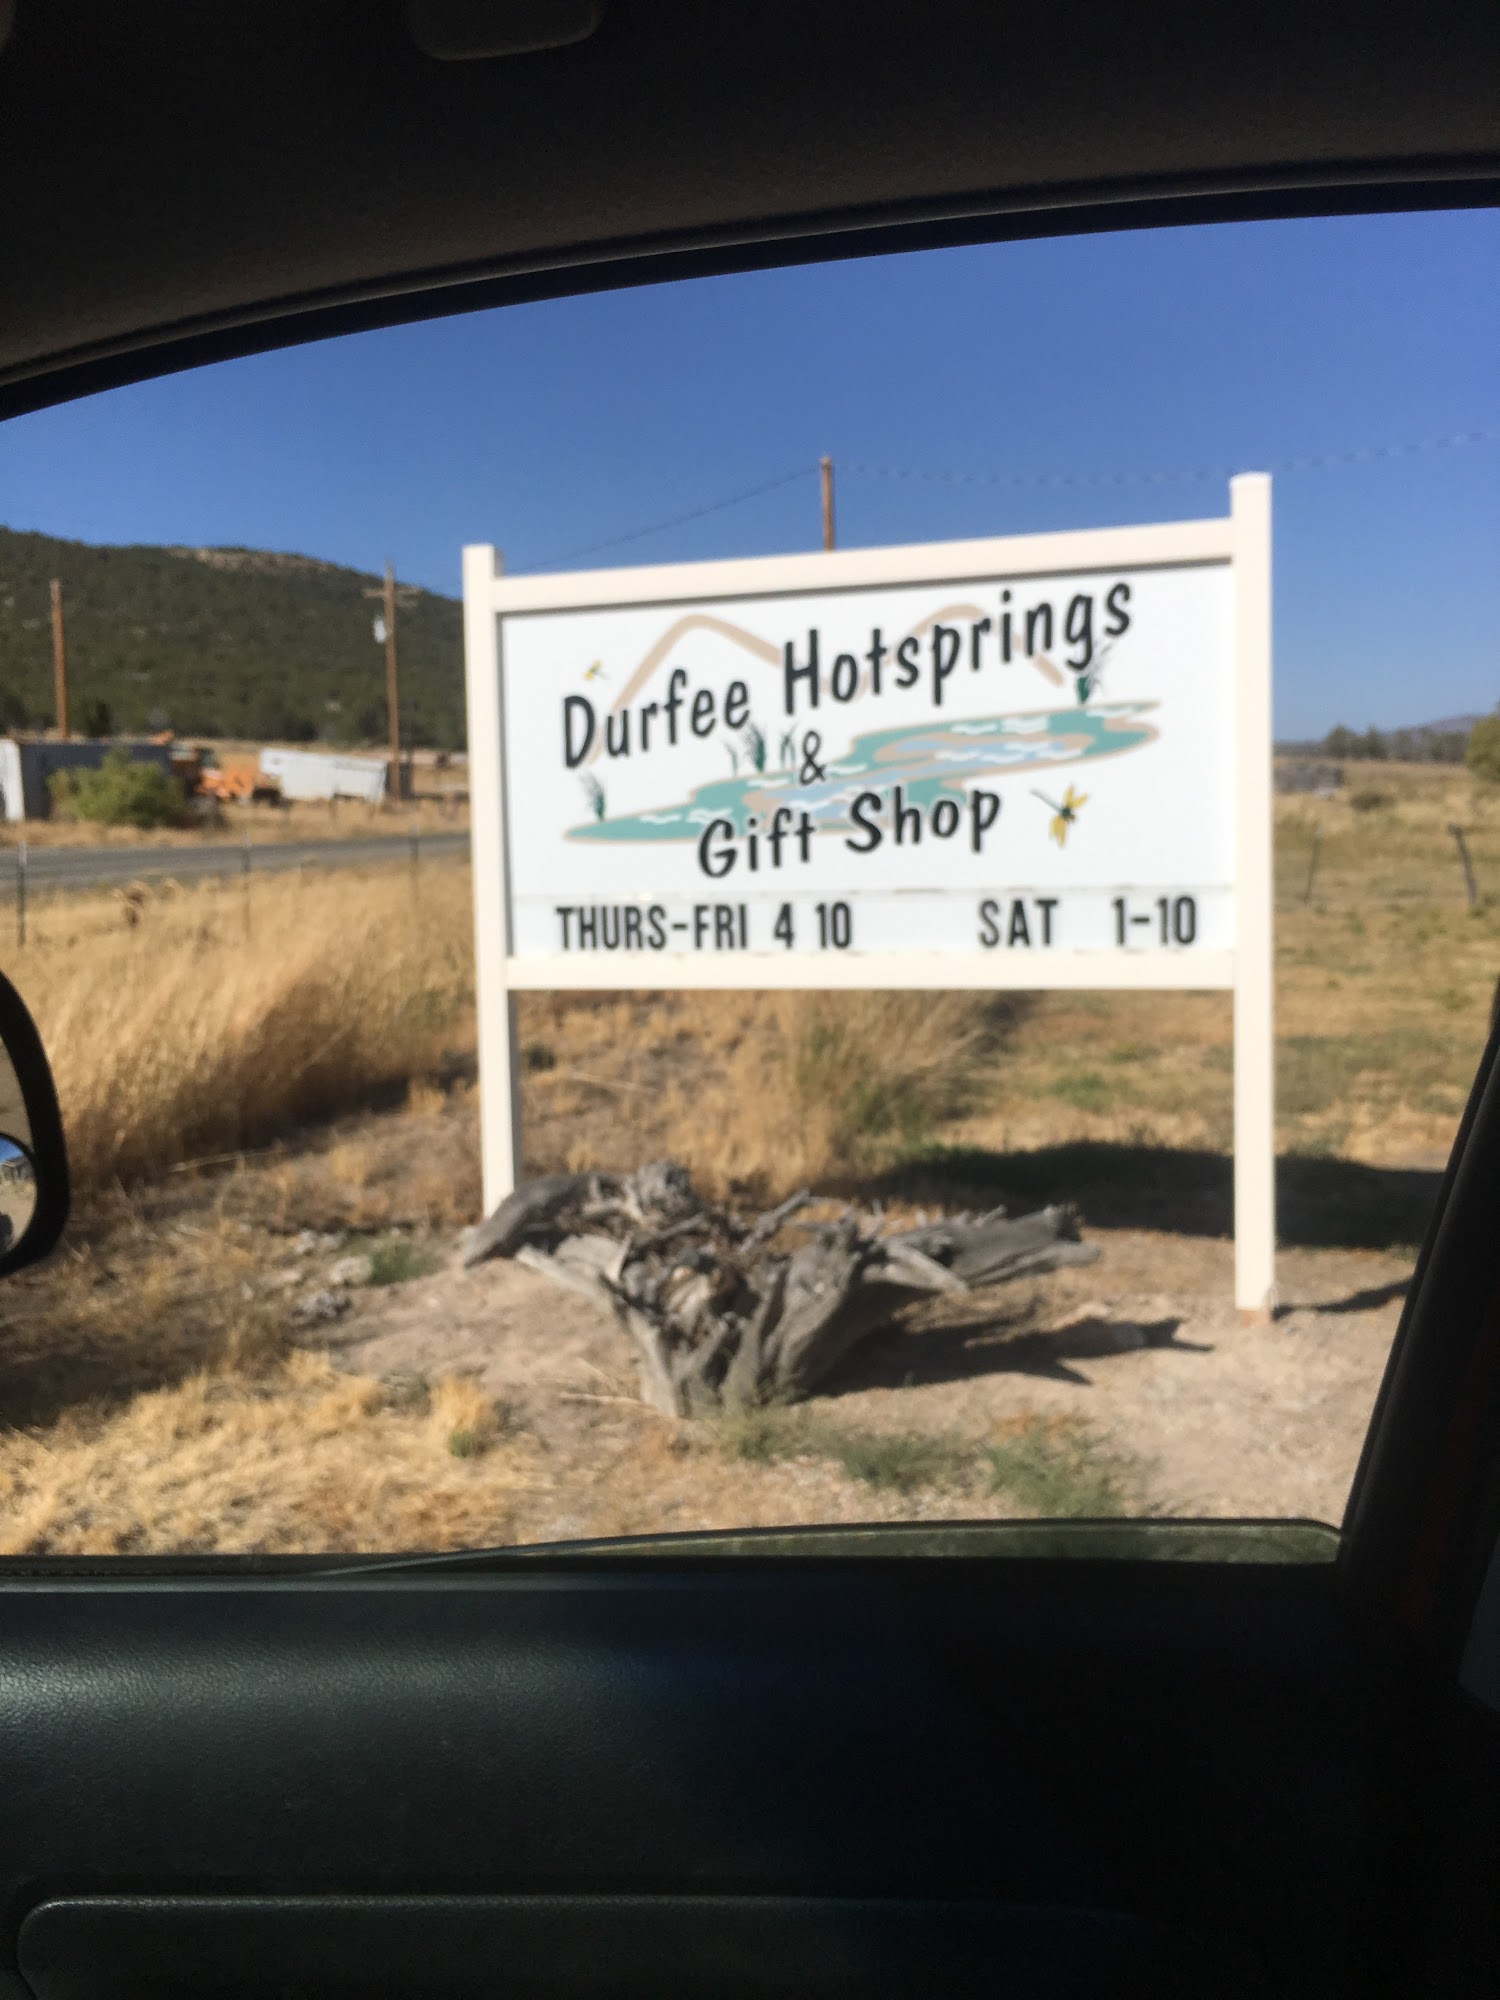 Durfee Hotsprings
&
Gift Shop
THURS-FRI 4 10 SAT 1-10